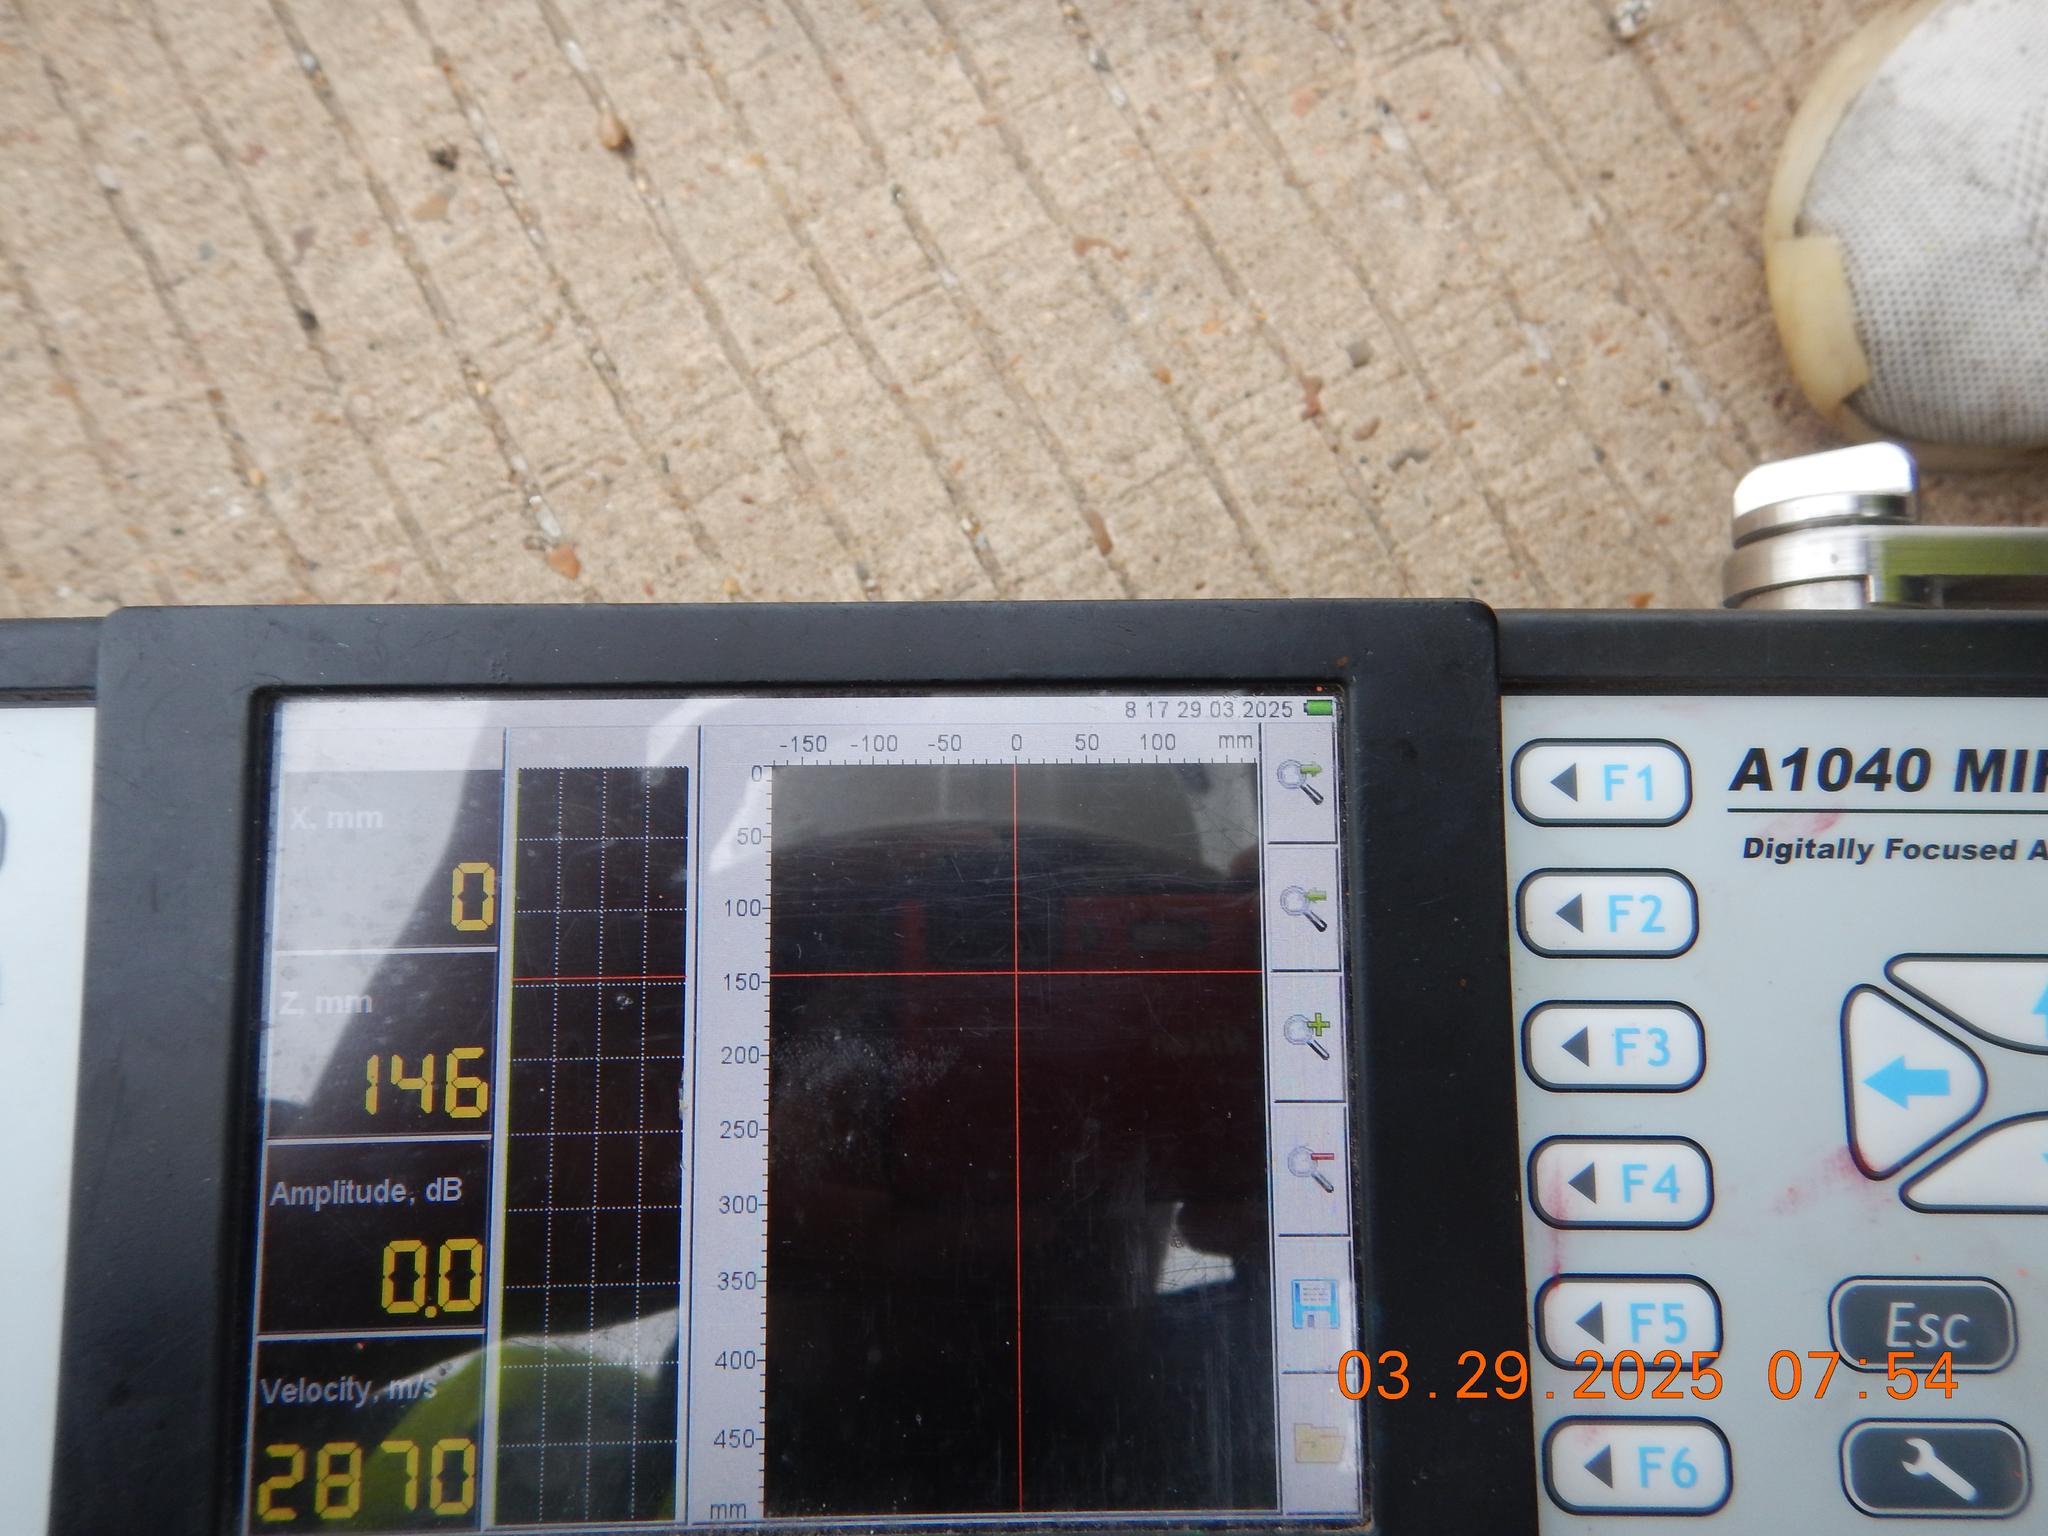 8 17 29.03.2025
-150 -100 -50 0 50 100 mm
X, mm
0
Z, mm
146
Amplitude, dB
0.0
Velocity, m/s
2870
0
50
100
150
200
250
300
350
400
450
mm
F1
F2
F3
F4
F5
F6
A1040
Digitally Focused
Esc
03.29.2025 07:54